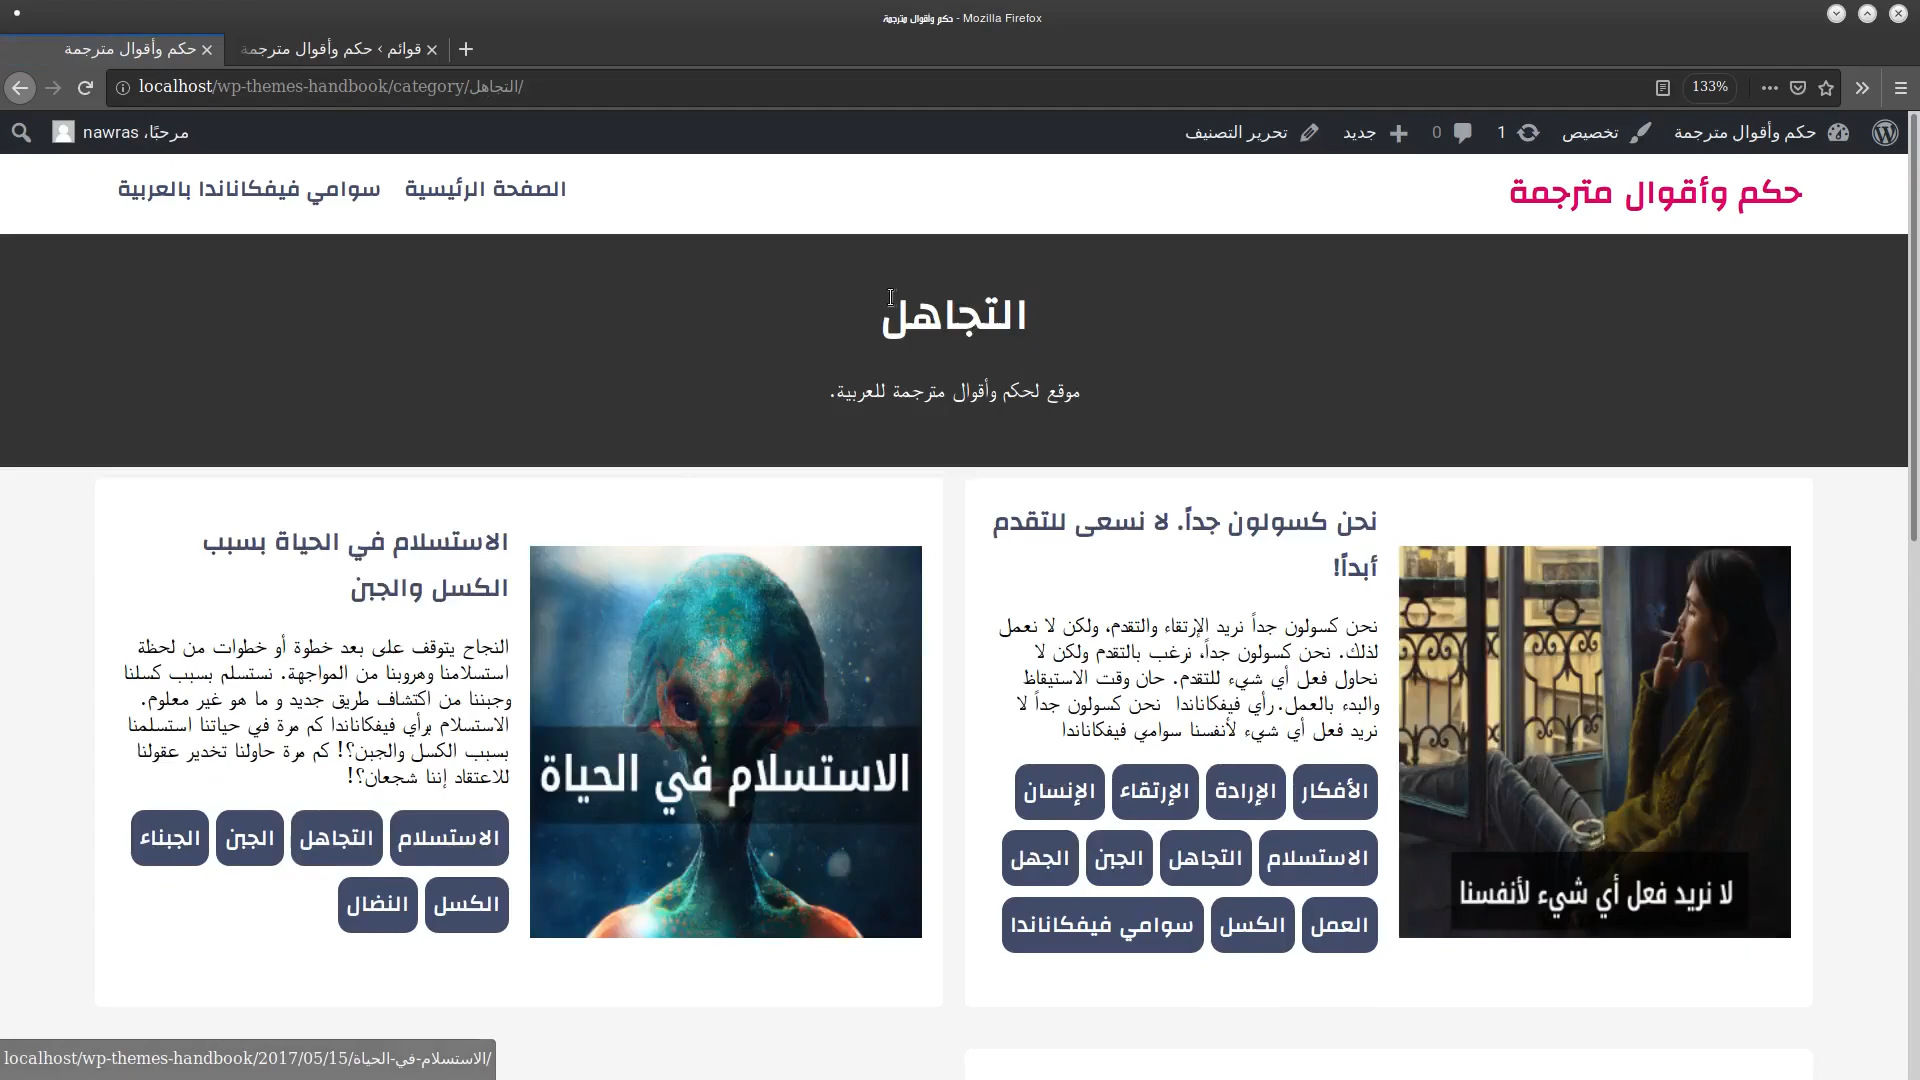 حكم وأقوال مترجمة - Mozilla Firefox
حكم وأقوال مترجمة
قوائم › حكم وأقوال مترجمة
localhost/wp-themes-handbook/category/التجاهل/
133%
حكم وأقوال مترجمة
تخصيص
1
0
جديد
تحرير التصنيف
مرحبًا، nawras
حكم وأقوال مترجمة
الصفحة الرئيسية
سوامي فيفكاناندا بالعربية
التجاهل
موقع لحكم وأقوال مترجمة للعربية.
لا نريد فعل أي شيء لأنفسنا
نحن كسولون جداً. لا نسعى للتقدم
أبداً!
نحن كسولون جداً نريد الإرتقاء والتقدم، ولكن لا نعمل
لذلك. نحن كسولون جداً، نرغب بالتقدم ولكن لا
نحاول فعل أي شيء للتقدم. حان وقت الاستيقاظ
والبدء بالعمل. رأي فيفكاناندا نحن كسولون جداً لا
نريد فعل أي شيء لأنفسنا سوامي فيفكاناندا
الأفكار الإرادة الإرتقاء الإنسان
الاستسلام التجاهل الجبن الجهل
العمل الكسل سوامي فيفكاناندا
الاستسلام في الحياة
الاستسلام في الحياة بسبب
الكسل والجبن
النجاح يتوقف على بعد خطوة أو خطوات من لحظة
استسلامنا وهروبنا من المواجهة. نستسلم بسبب كسلنا
وجبننا من اكتشاف طريق جديد و ما هو غير معلوم.
الاستسلام برأي فيفكاناندا كم مرة في حياتنا استسلمنا
بسبب الكسل والجبن؟! كم مرة حاولنا تخدير عقولنا
للاعتقاد إننا شجعان؟!
الاستسلام التجاهل الجبن الجبناء
الكسل النضال
localhost/wp-themes-handbook/2017/05/15/الاستسلام-في-الحياة/